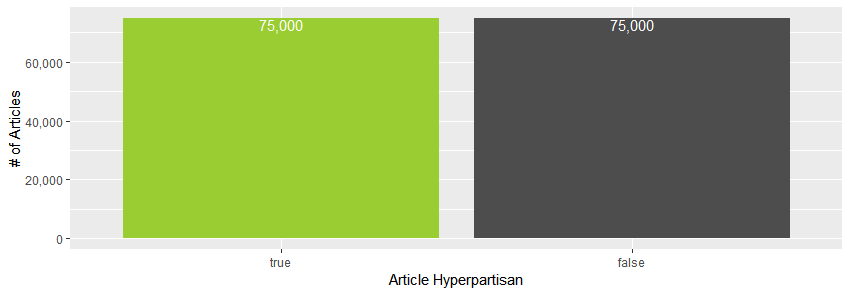 75,000
75,000
# of Articles
60,000
40,000
20,000
0
true
false
Article Hyperpartisan